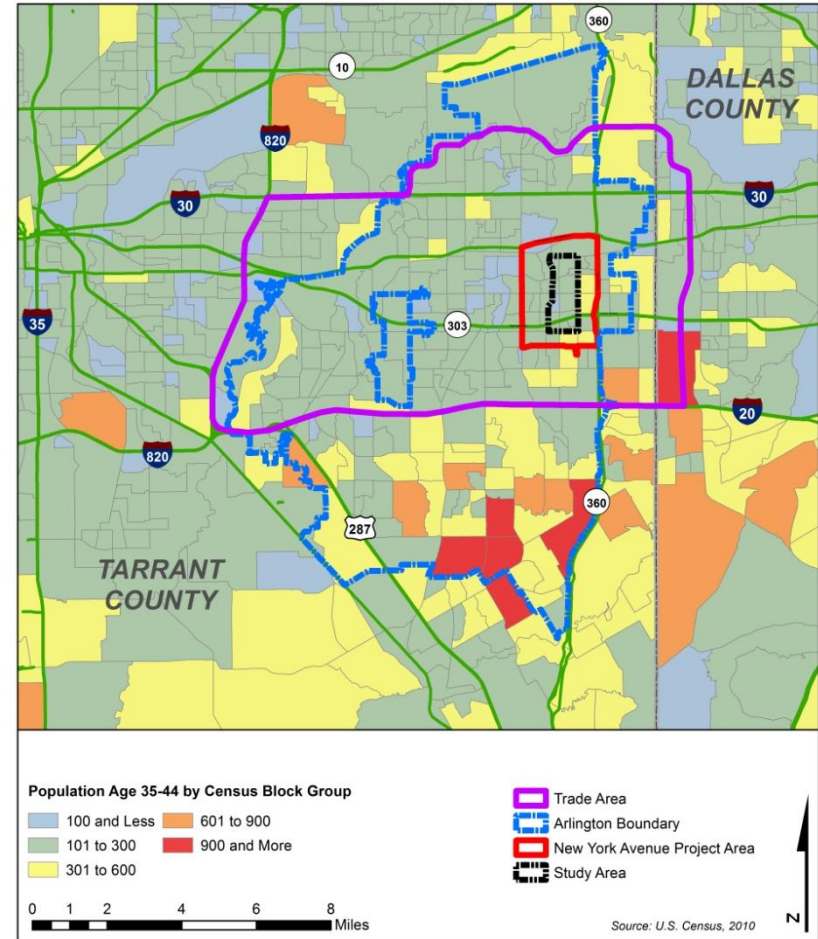 360
10
DALLAS
COUNTY
820
30
30
35
303
20
820
360
287
TARRANT
COUNTY
Population Age 35-44 by Census Block Group
100 and Less
601 to 900
101 to 300
900 and More
301 to 600
Trade Area
Arlington Boundary
New York Avenue Project Area
Study Area
0 1 2 4 6 8
Miles
Source: U.S. Census, 2010
N